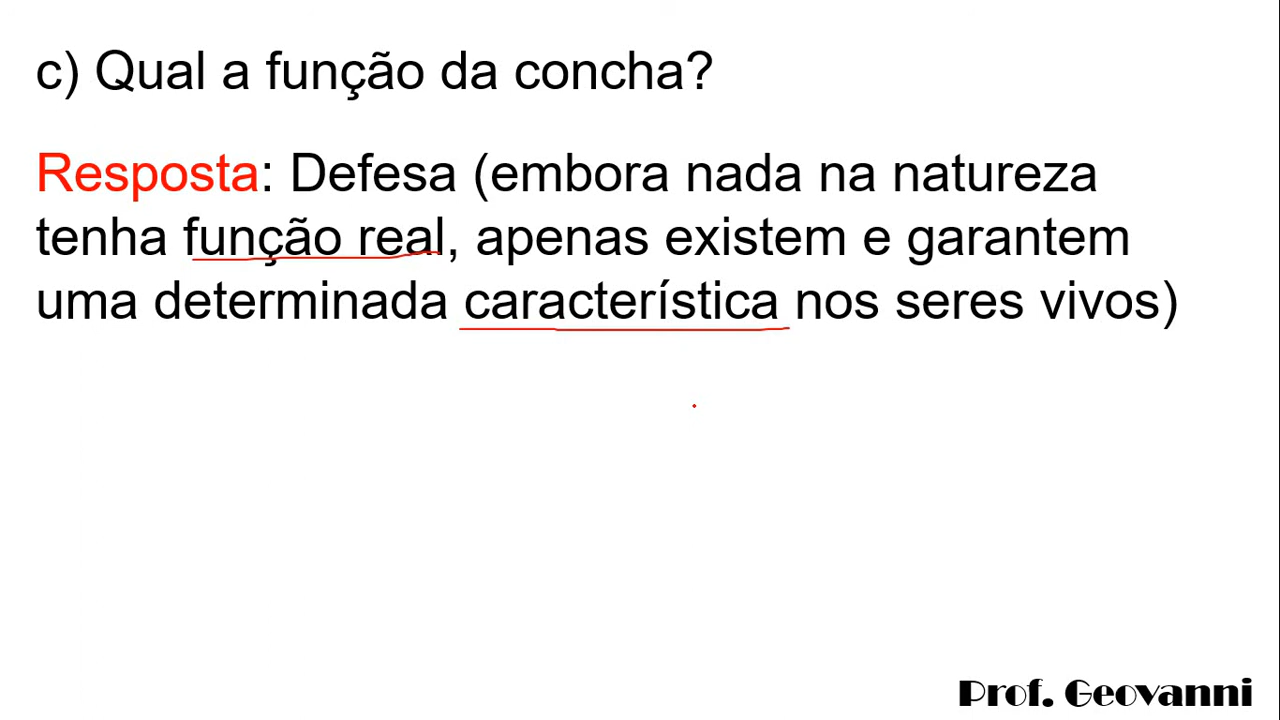 c) Qual a função da concha?
Resposta: Defesa (embora nada na natureza
tenha função real, apenas existem e garantem
uma determinada característica nos seres vivos)
Prof. Geovanni